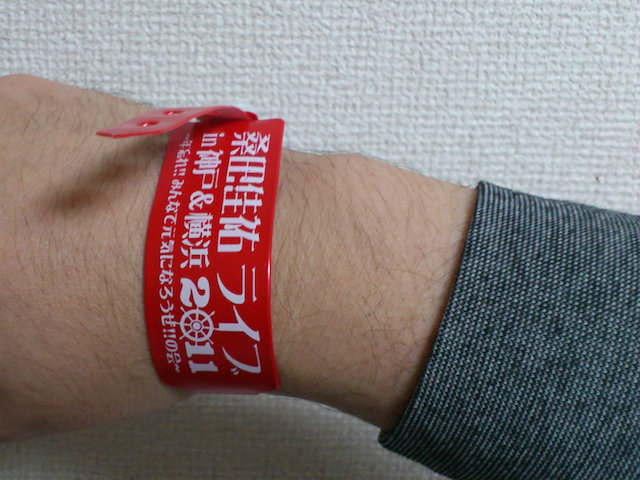 桑田佳祐 ライブ
in 神戸&横浜 2011
~年忘れ!! みんなで元気になろうぜ!!の会~